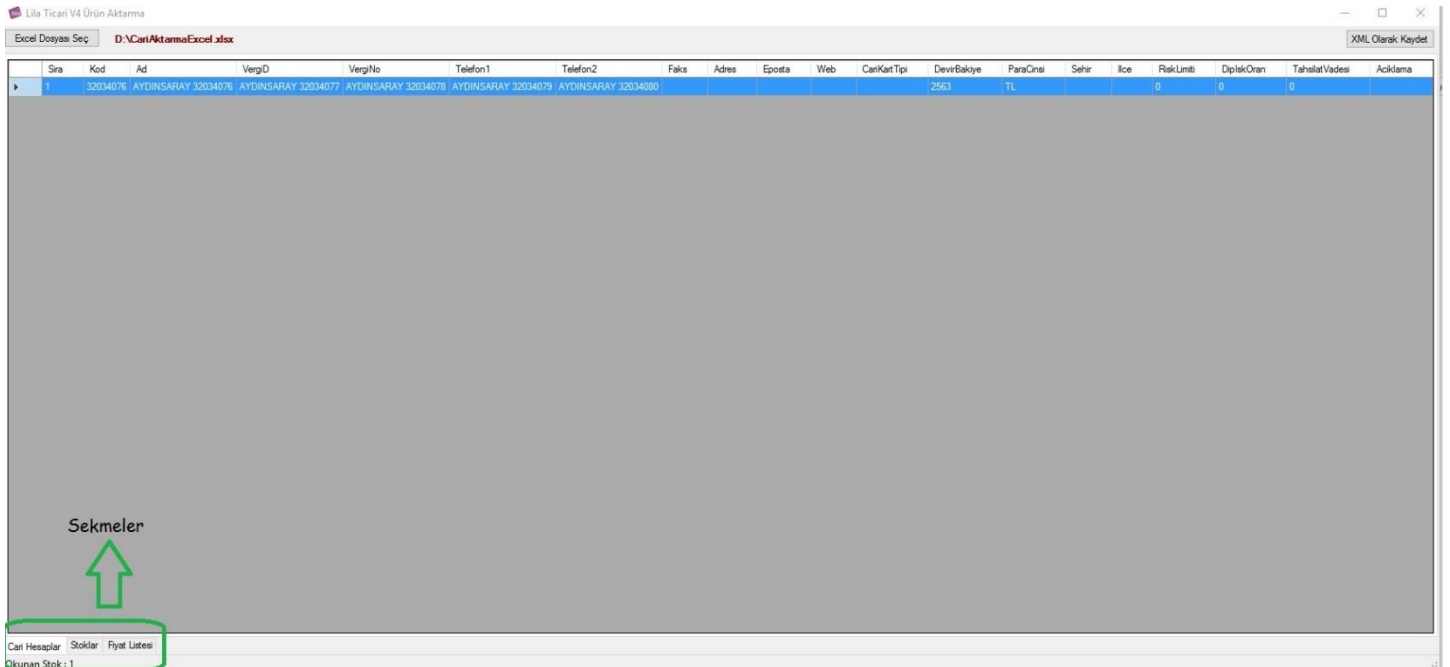 Lila Ticari V4 Ürün Aktarma
Excel Dosyası Seç D:\CariAktarmaExcel.xlsx XML Olarak Kaydet
Sira Kod Ad VergiD VergiNo Telefon1 Telefon2 Faks Adres Eposta Web CariKartTipi DevirBakiye ParaCinsi Sehir Ilce RiskLimiti DipIskOran TahsilatVadesi Aciklama
1 32034076 AYDINSARAY 32034076 AYDINSARAY 32034077 AYDINSARAY 32034078 AYDINSARAY 32034079 AYDINSARAY 32034080 2563 TL 0 0 0
Sekmeler
Cari Hesaplar Stoklar Fiyat Listesi
Okunan Stok : 1